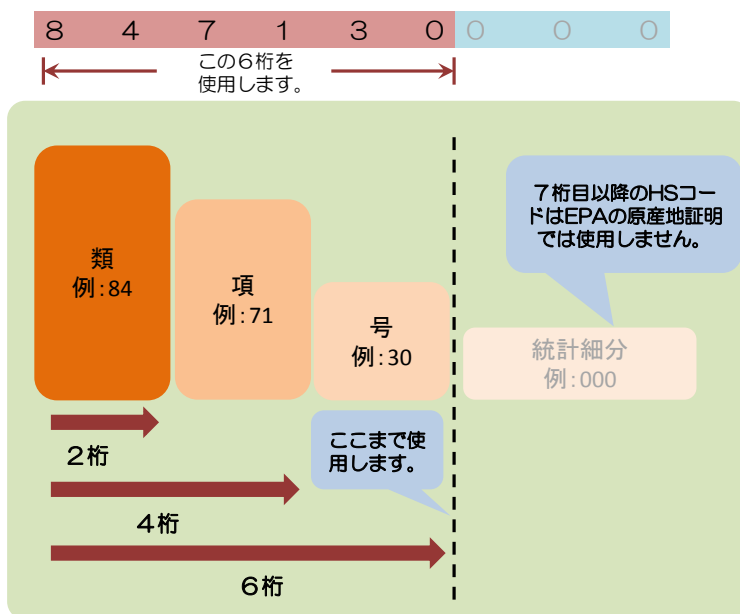 8 4 7 1 3 0 0 0 0
この6桁を
使用します。
7桁目以降のHSコー
ドはEPAの原産地証明
では使用しません。
類
例:84
項
例:71
号
例:30
統計細分
例:000
2桁
ここまで使
用します。
4桁
6桁